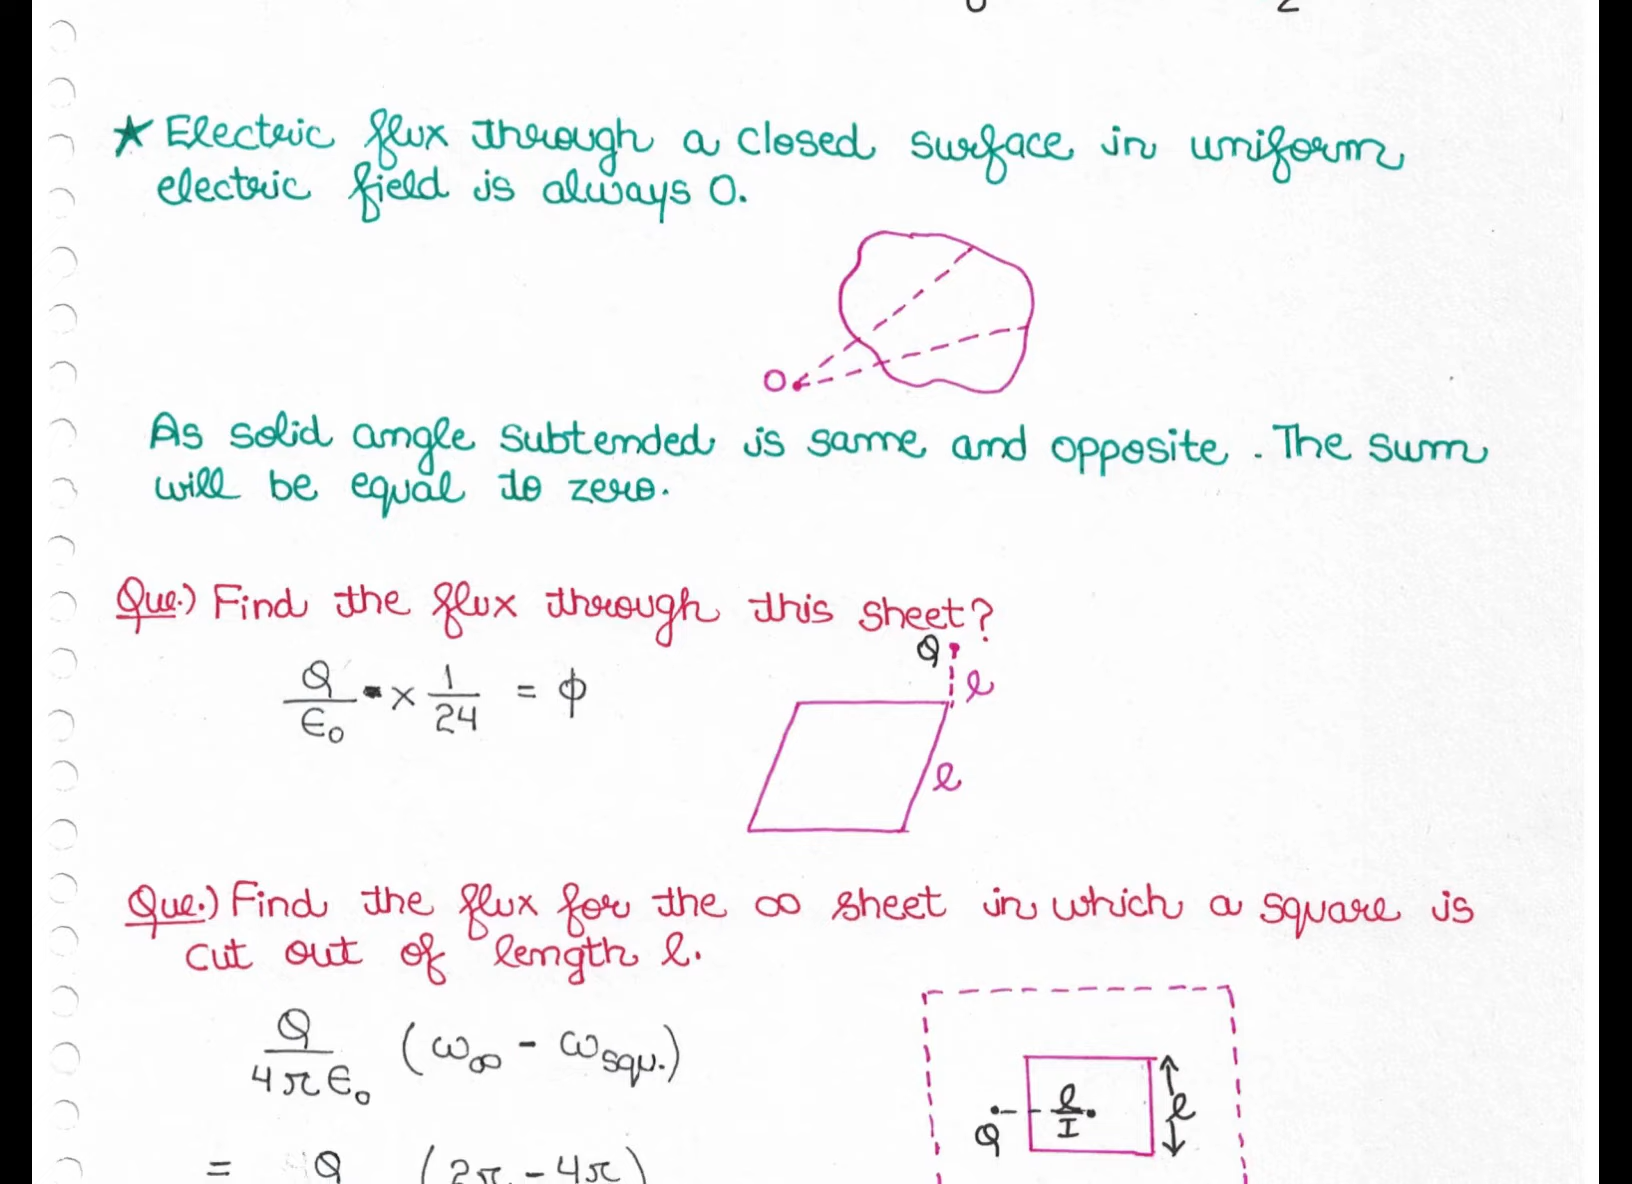 ★ Electric flux through a closed surface in uniform
electric field is always 0.
O
As solid angle subtended is same and opposite. The sum
will be equal to zero.
Que.) Find the flux through this sheet?
Q/ε₀ × 1/24 = ϕ
Q
l
l
Que.) Find the flux for the ∞ sheet in which a square is
cut out of length l.
Q/4πε₀ (ω∞ - ω squ.)
Q
l/I
l
= Q (2π - 4π)